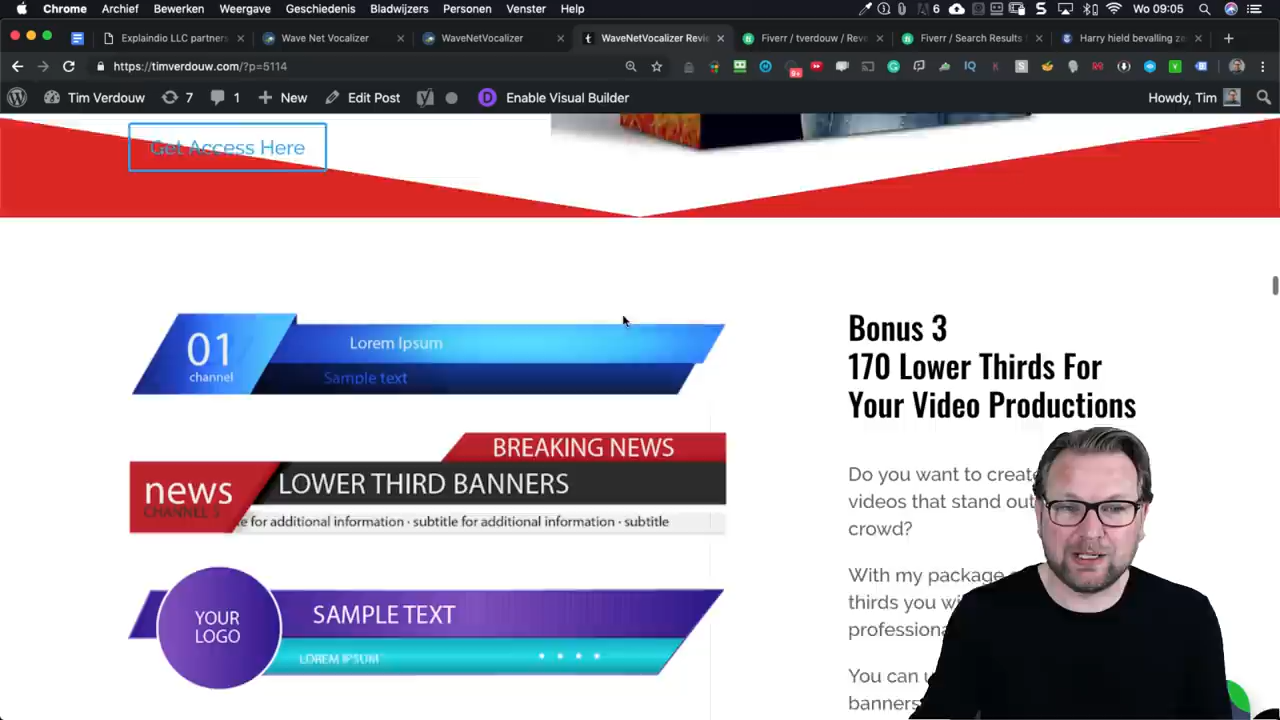 Chrome Archief Bewerken Weergave Geschiedenis Bladwijzers Personen Venster Help 6 Wo 09:05
Explaindio LLC partners Wave Net Vocalizer WaveNetVocalizer WaveNetVocalizer Revi Fiverr / tverdouw / Reve Fiverr / Search Results Harry hield bevalling ze
https://timverdouw.com/?p=5114
Tim Verdouw 7 1 New Edit Post Enable Visual Builder Howdy, Tim
Get Access Here
01
channel
Lorem Ipsum
Sample text
BREAKING NEWS
news
CHANNEL 5
LOWER THIRD BANNERS
e for additional information · subtitle for additional information · subtitle
YOUR
LOGO
SAMPLE TEXT
LOREM IPSUM
Bonus 3
170 Lower Thirds For
Your Video Productions
Do you want to create
videos that stand out
crowd?
With my package
thirds you wi
professiona
You can u
banners